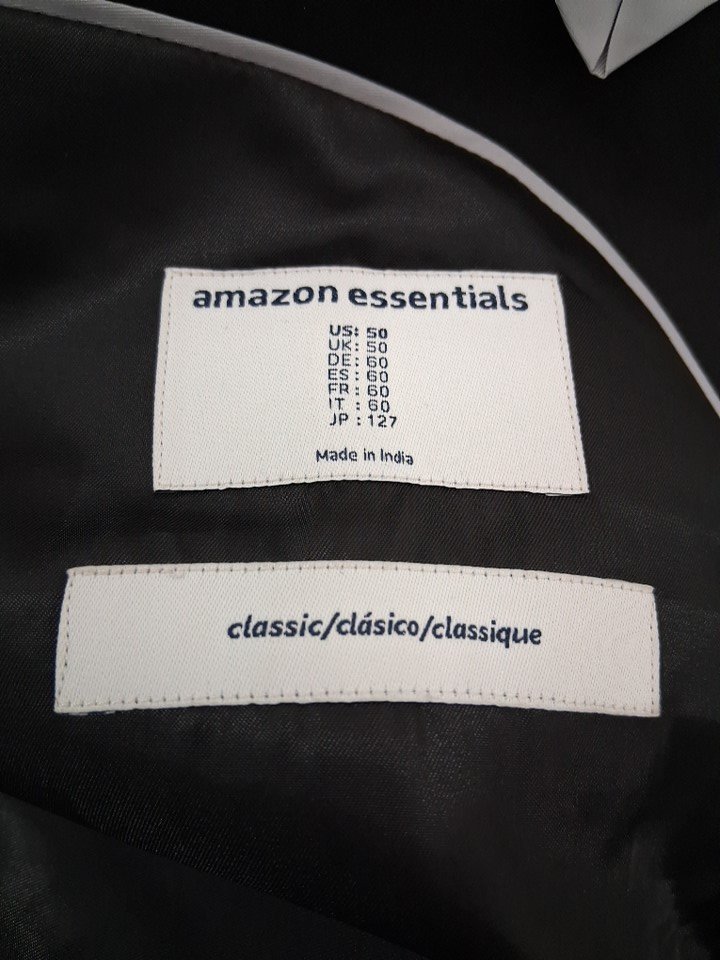 amazon essentials
US: 50
UK: 50
DE: 60
ES: 60
FR: 60
IT : 60
JP : 127
Made in India
classic/clásico/classique